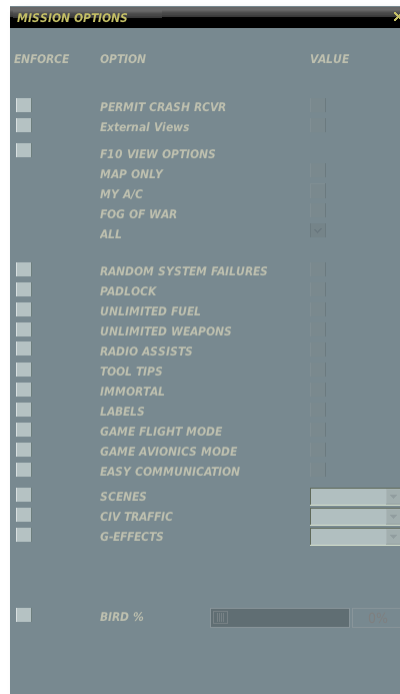 MISSION OPTIONS
ENFORCE OPTION VALUE
PERMIT CRASH RCVR
External Views
F10 VIEW OPTIONS
MAP ONLY
MY A/C
FOG OF WAR
ALL
RANDOM SYSTEM FAILURES
PADLOCK
UNLIMITED FUEL
UNLIMITED WEAPONS
RADIO ASSISTS
TOOL TIPS
IMMORTAL
LABELS
GAME FLIGHT MODE
GAME AVIONICS MODE
EASY COMMUNICATION
SCENES
CIV TRAFFIC
G-EFFECTS
BIRD % 0%